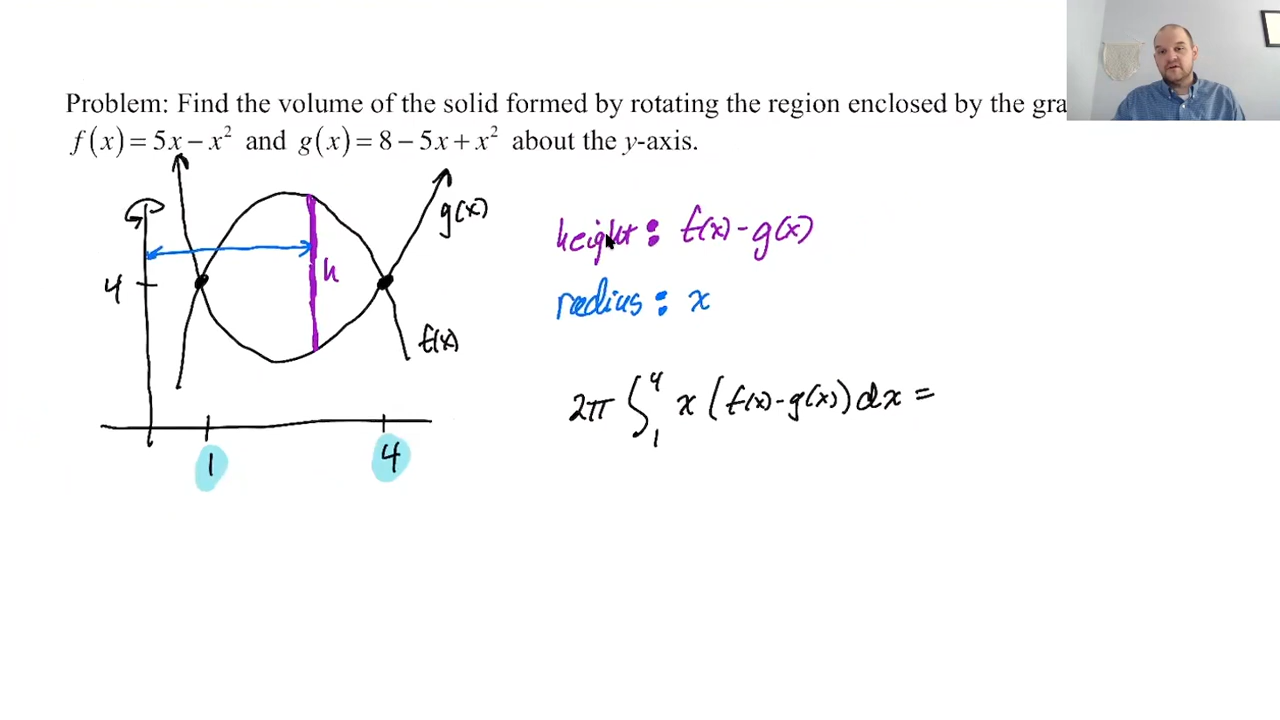 Problem: Find the volume of the solid formed by rotating the region enclosed by the gra
f(x) = 5x − x² and g(x) = 8 − 5x + x² about the y-axis.
g(x)
height: f(x) - g(x)
4
h
radius: x
f(x)
2π ∫₁⁴ x (f(x) - g(x)) dx =
1
4